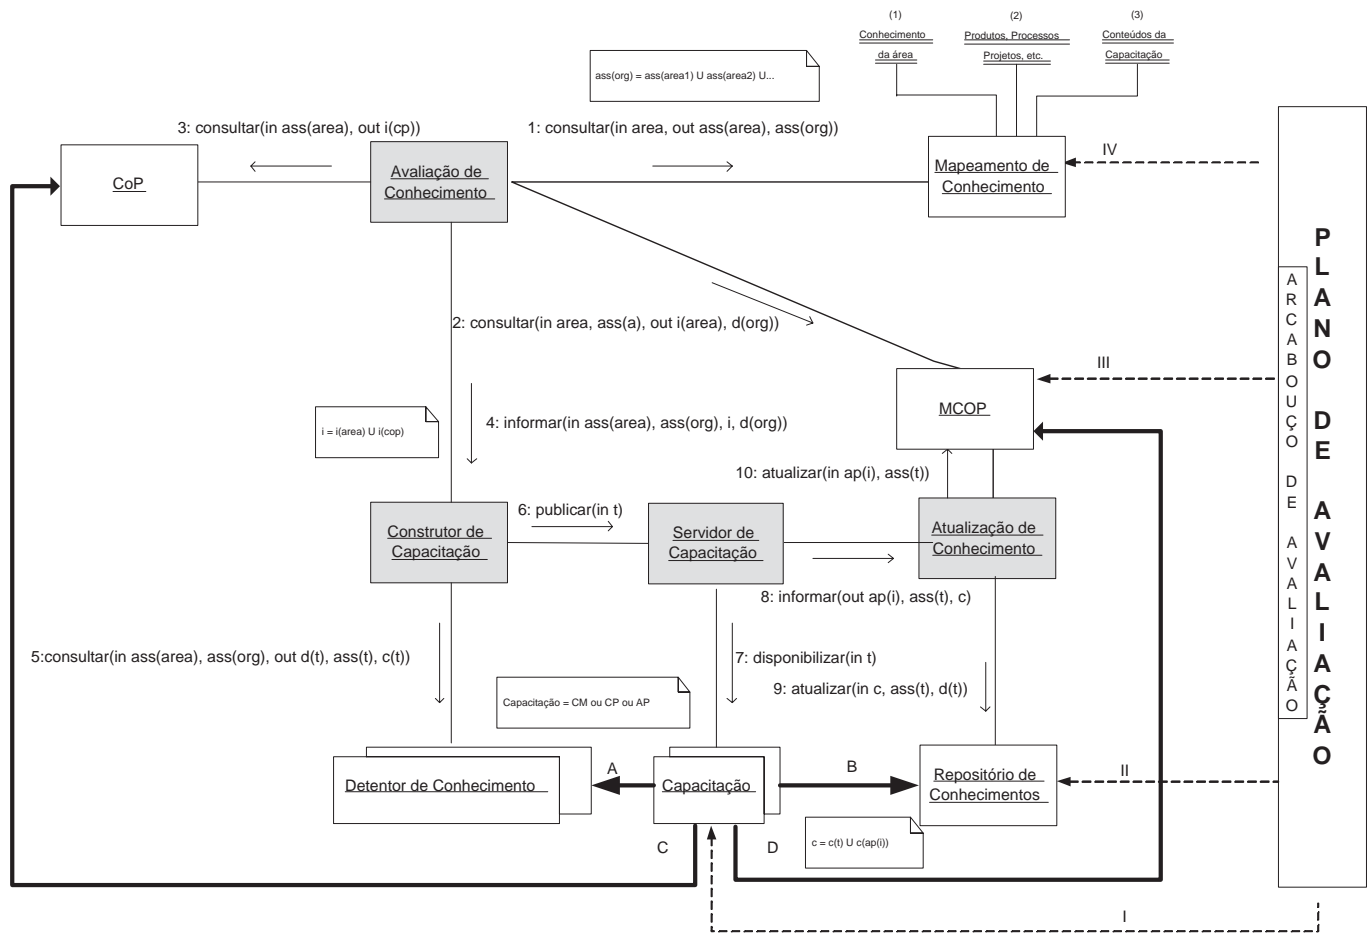 (1)
Conhecimento
da área
(2)
Produtos, Processos
Projetos, etc.
(3)
Conteúdos da
Capacitação
ass(org) = ass(area1) U ass(area2) U...
3: consultar(in ass(area), out i(cp))
1: consultar(in area, out ass(area), ass(org))
CoP
Avaliação de
Conhecimento
Mapeamento de
Conhecimento
IV
2: consultar(in area, ass(a), out i(area), d(org))
III
MCOP
i = i(area) U i(cop)
4: informar(in ass(area), ass(org), i, d(org))
10: atualizar(in ap(i), ass(t))
6: publicar(in t)
Construtor de
Capacitação
Servidor de
Capacitação
Atualização de
Conhecimento
8: informar(out ap(i), ass(t), c)
5:consultar(in ass(area), ass(org), out d(t), ass(t), c(t))
7: disponibilizar(in t)
9: atualizar(in c, ass(t), d(t))
Capacitação = CM ou CP ou AP
Detentor de Conhecimento
A
Capacitação
B
Repositório de
Conhecimentos
II
C
D
c = c(t) U c(ap(i))
I
ARCABOUÇO DE AVALIAÇÃO
PLANO DE AVALIAÇÃO